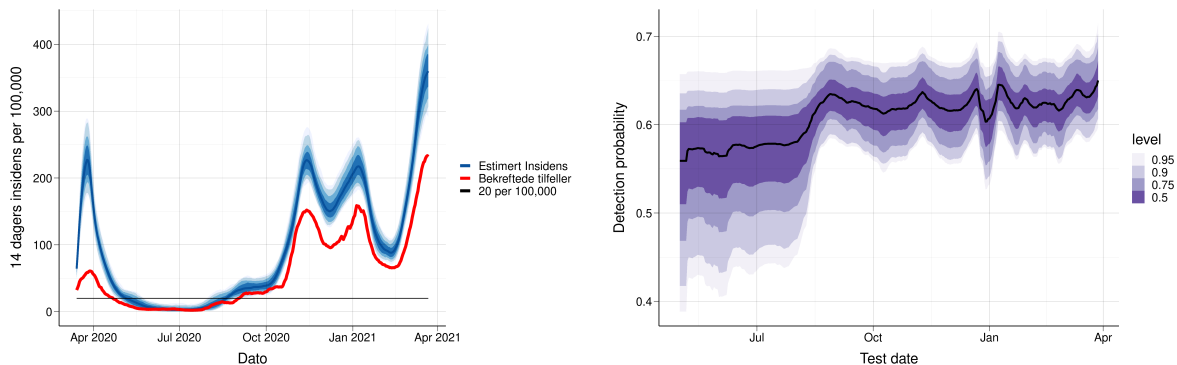 14 dagers insidens per 100,000
400
300
200
100
0
Apr 2020
Jul 2020
Oct 2020
Jan 2021
Apr 2021
Dato
Estimert Insidens
Bekreftede tilfeller
20 per 100,000
Detection probability
0.7
0.6
0.5
0.4
Jul
Oct
Jan
Apr
Test date
level
0.95
0.9
0.75
0.5